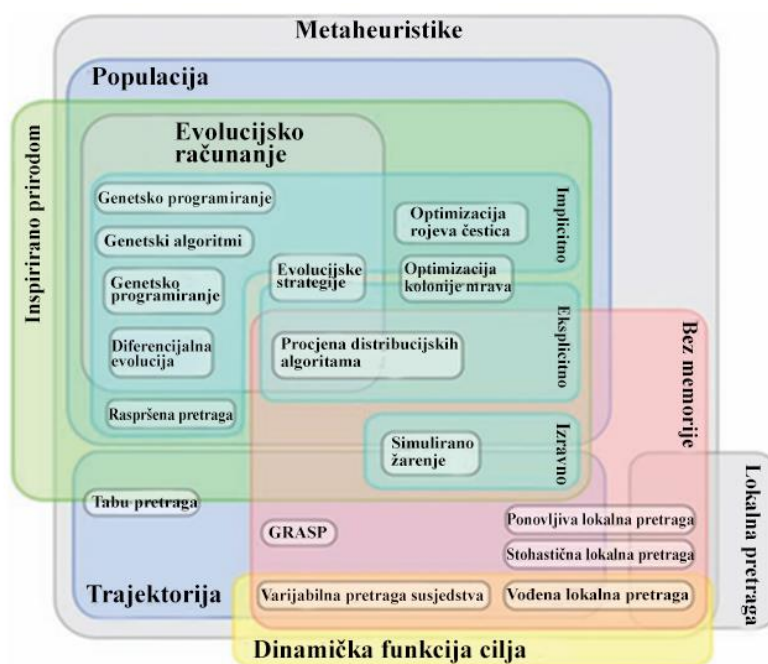 Metaheuristike
Populacija
Evolucijsko
računanje
Inspirirano prirodom
Genetsko programiranje
Implicitno
Optimizacija
rojeva čestica
Genetski algoritmi
Evolucijske
strategije
Optimizacija
kolonije mrava
Genetsko
programiranje
Eksplicitno
Bez memorije
Procjena distribucijskih
algoritama
Diferencijalna
evolucija
Raspršena pretraga
Izravno
Simulirano
žarenje
Lokalna pretraga
Tabu pretraga
GRASP
Ponovljiva lokalna pretraga
Stohastična lokalna pretraga
Trajektorija
Varijabilna pretraga susjedstva
Vođena lokalna pretraga
Dinamička funkcija cilja